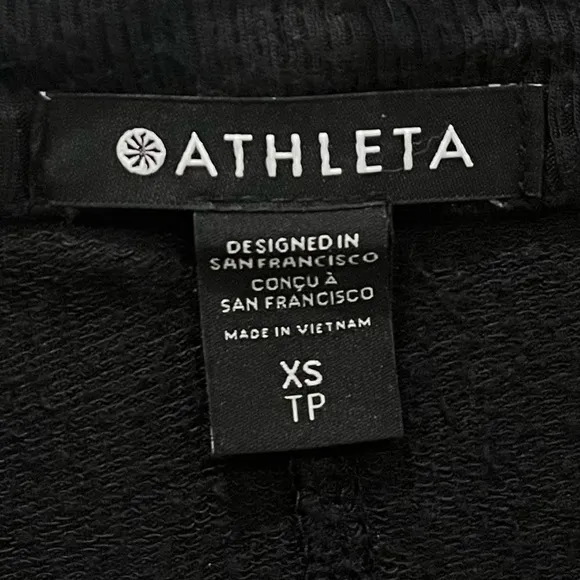 ATHLETA
DESIGNED IN
SAN FRANCISCO
CONÇU À
SAN FRANCISCO
MADE IN VIETNAM
XS
TP